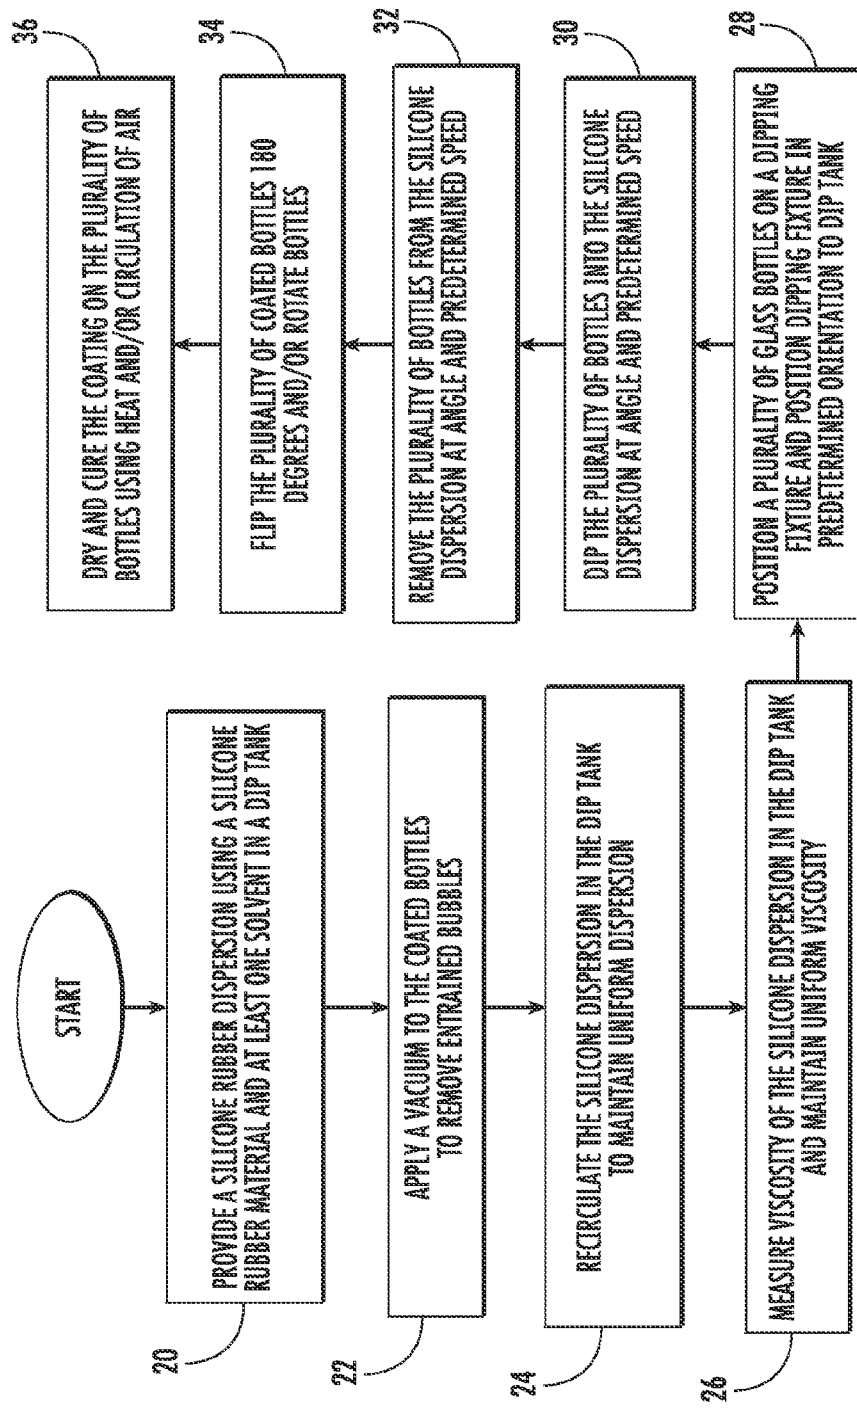 START
20
PROVIDE A SILICONE RUBBER DISPERSION USING A SILICONE
RUBBER MATERIAL AND AT LEAST ONE SOLVENT IN A DIP TANK
22
APPLY A VACUUM TO THE COATED BOTTLES
TO REMOVE ENTRAINED BUBBLES
24
RECIRCULATE THE SILICONE DISPERSION IN THE DIP TANK
TO MAINTAIN UNIFORM DISPERSION
26
MEASURE VISCOSITY OF THE SILICONE DISPERSION IN THE DIP TANK
AND MAINTAIN UNIFORM VISCOSITY
28
POSITION A PLURALITY OF GLASS BOTTLES ON A DIPPING
FIXTURE AND POSITION DIPPING FIXTURE IN
PREDETERMINED ORIENTATION TO DIP TANK
30
DIP THE PLURALITY OF BOTTLES INTO THE SILICONE
DISPERSION AT ANGLE AND PREDETERMINED SPEED
32
REMOVE THE PLURALITY OF BOTTLES FROM THE SILICONE
DISPERSION AT ANGLE AND PREDETERMINED SPEED
34
FLIP THE PLURALITY OF COATED BOTTLES 180
DEGREES AND/OR ROTATE BOTTLES
36
DRY AND CURE THE COATING ON THE PLURALITY OF
BOTTLES USING HEAT AND/OR CIRCULATION OF AIR